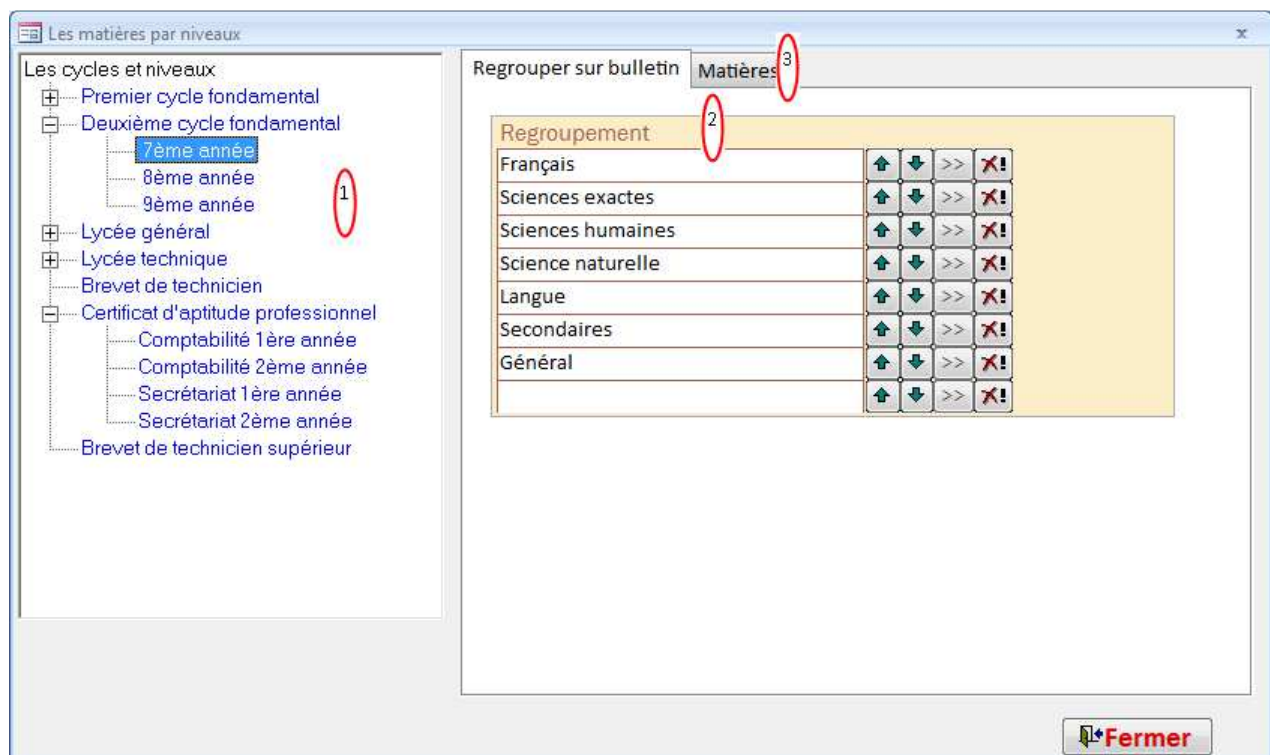 Les matières par niveaux
x
Les cycles et niveaux
Premier cycle fondamental
Deuxième cycle fondamental
7ème année
8ème année
9ème année
1
Lycée général
Lycée technique
Brevet de technicien
Certificat d'aptitude professionnel
Comptabilité 1ère année
Comptabilité 2ème année
Secrétariat 1ère année
Secrétariat 2ème année
Brevet de technicien supérieur
Regrouper sur bulletin
Matières
3
Regroupement
2
Français >> X!
Sciences exactes >> X!
Sciences humaines >> X!
Science naturelle >> X!
Langue >> X!
Secondaires >> X!
Général >> X!
>> X!
Fermer